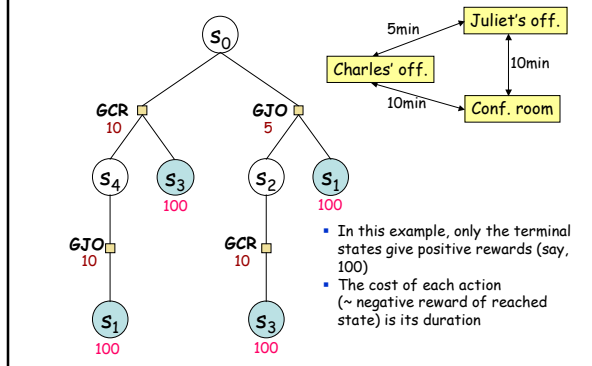 s0
Juliet's off.
5min
Charles' off.
10min
10min
Conf. room
GCR
10
GJO
5
s4
s3
100
s2
s1
100
GJO
10
GCR
10
s1
100
s3
100
▪ In this example, only the terminal
states give positive rewards (say,
100)
▪ The cost of each action
(~ negative reward of reached
state) is its duration